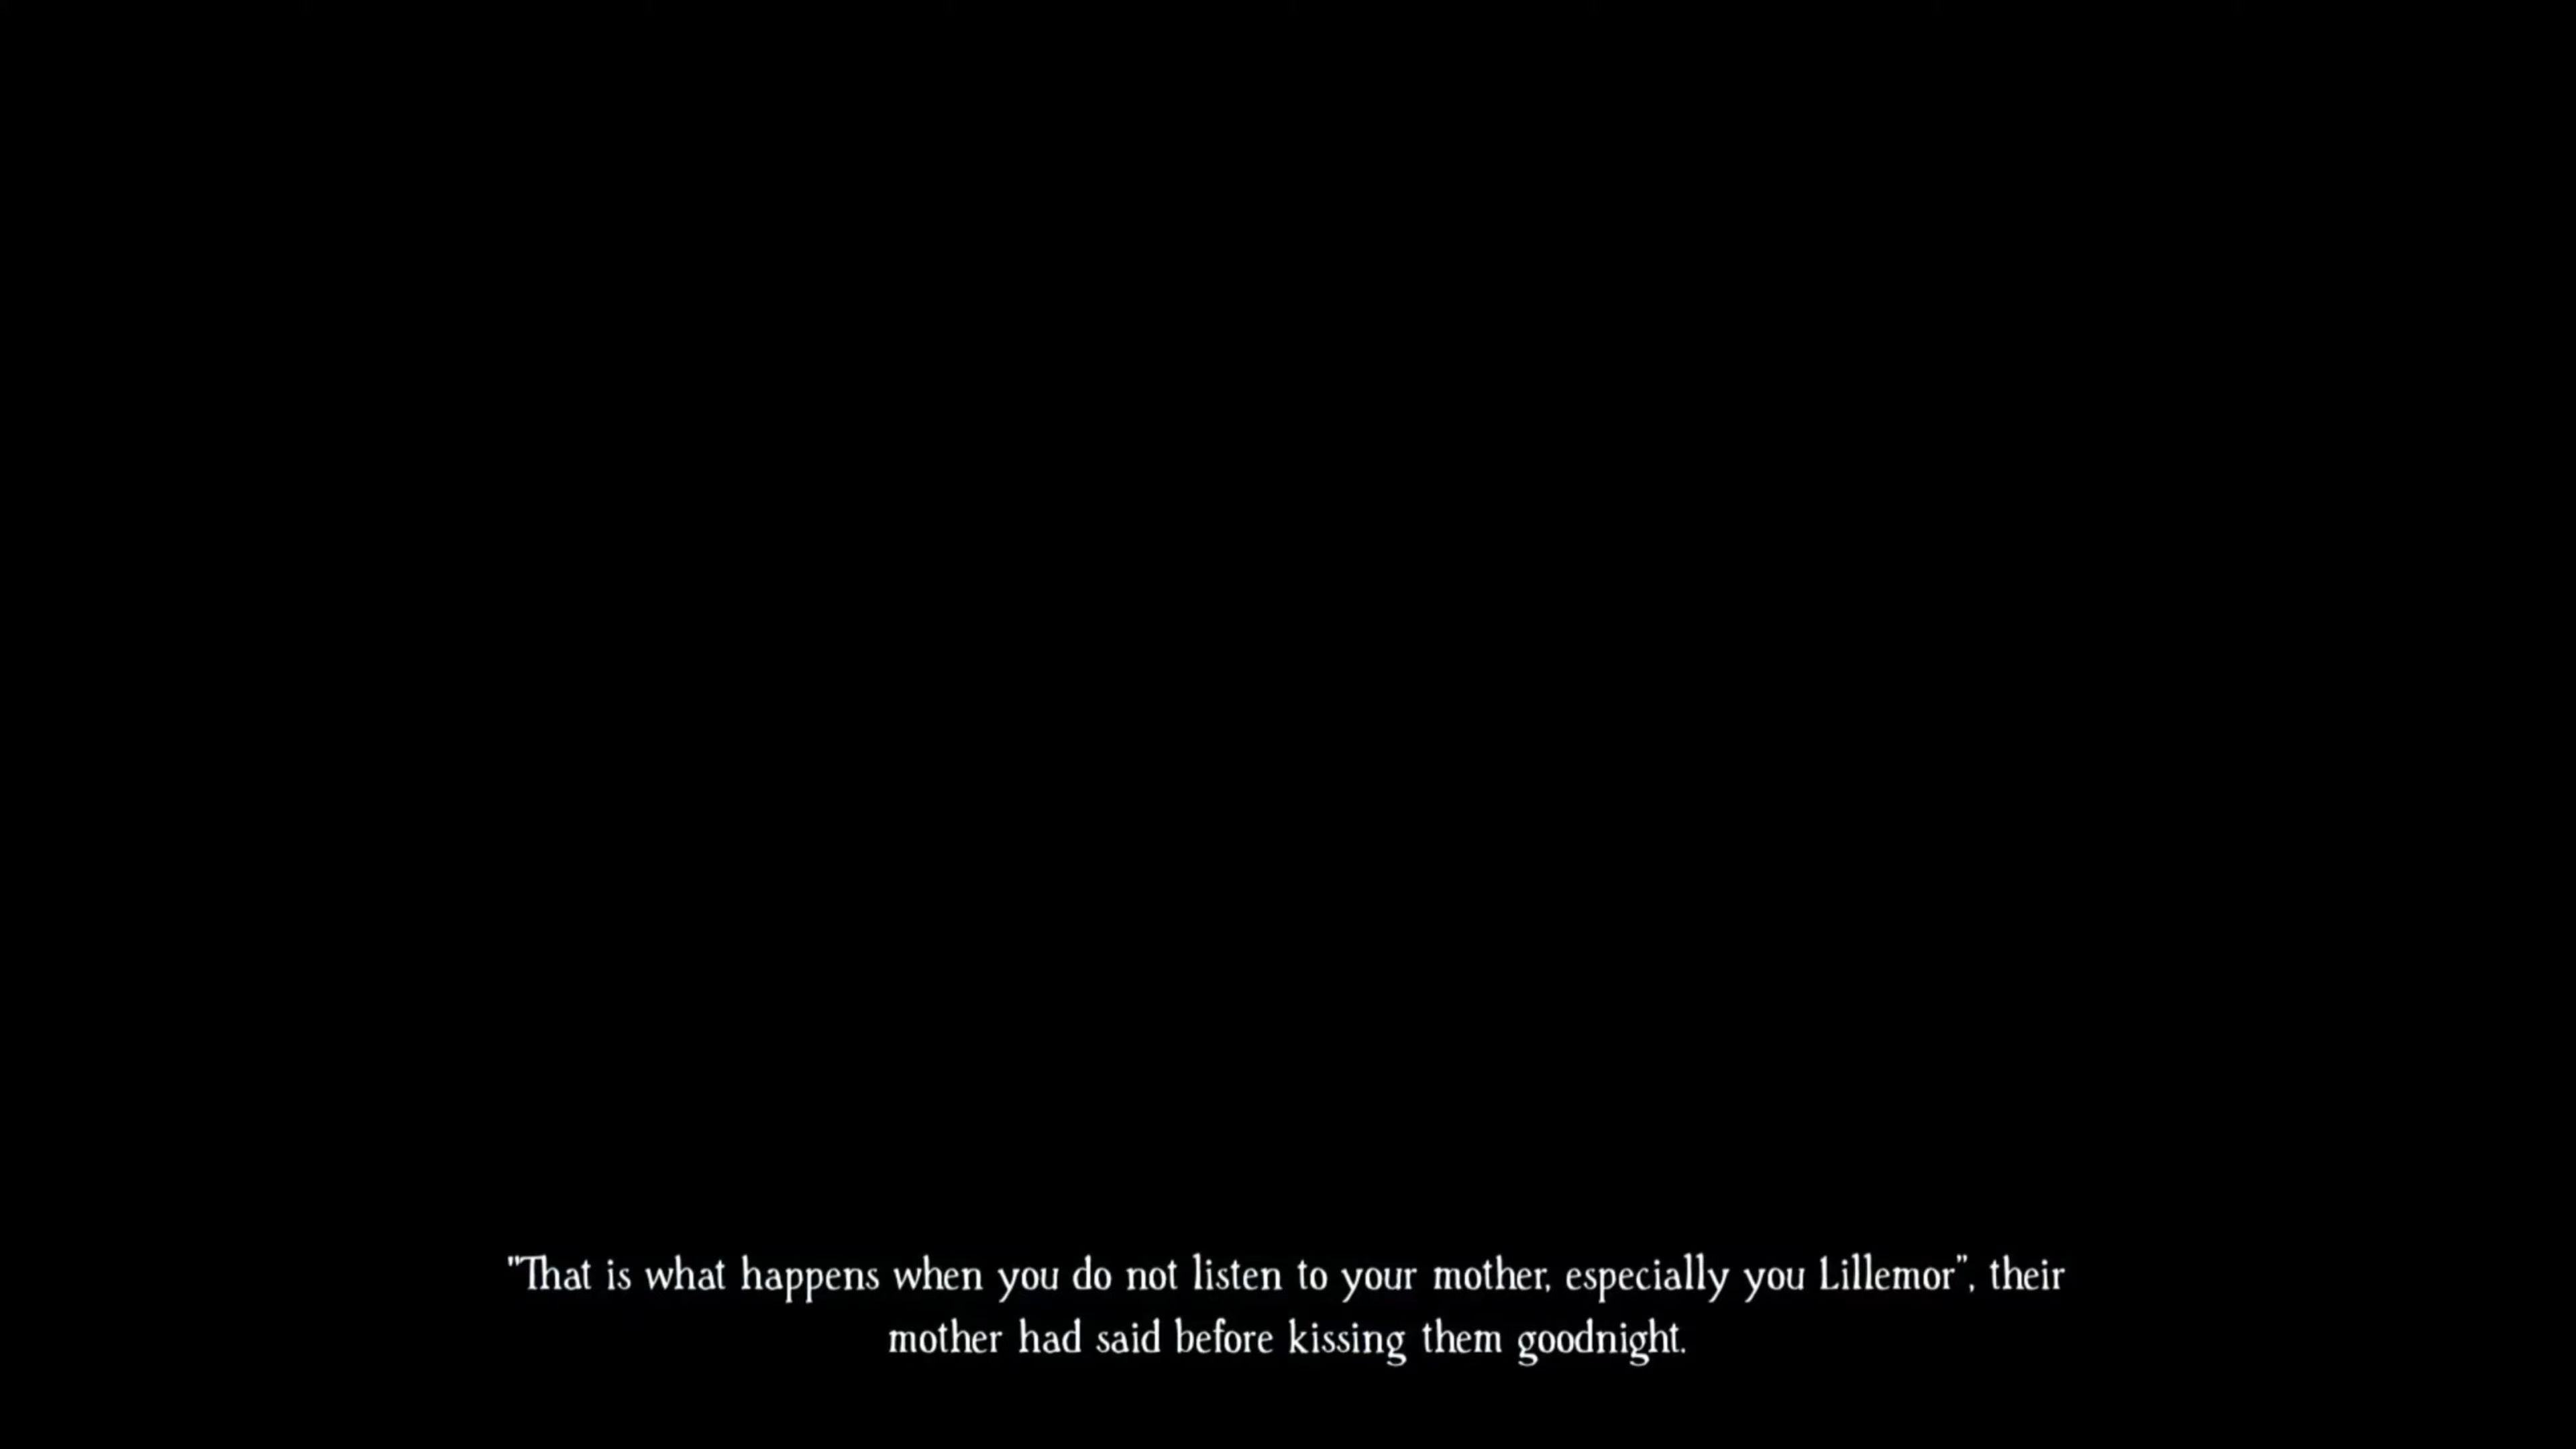 "That is what happens when you do not listen to your mother, especially you Lillemor", their
mother had said before kissing them goodnight.